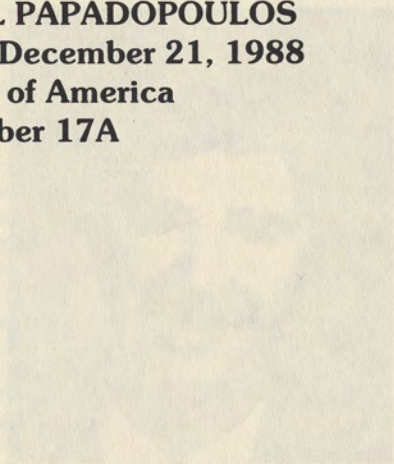 . PAPADOPOULOS
December 21, 1988
of America
ber 17A